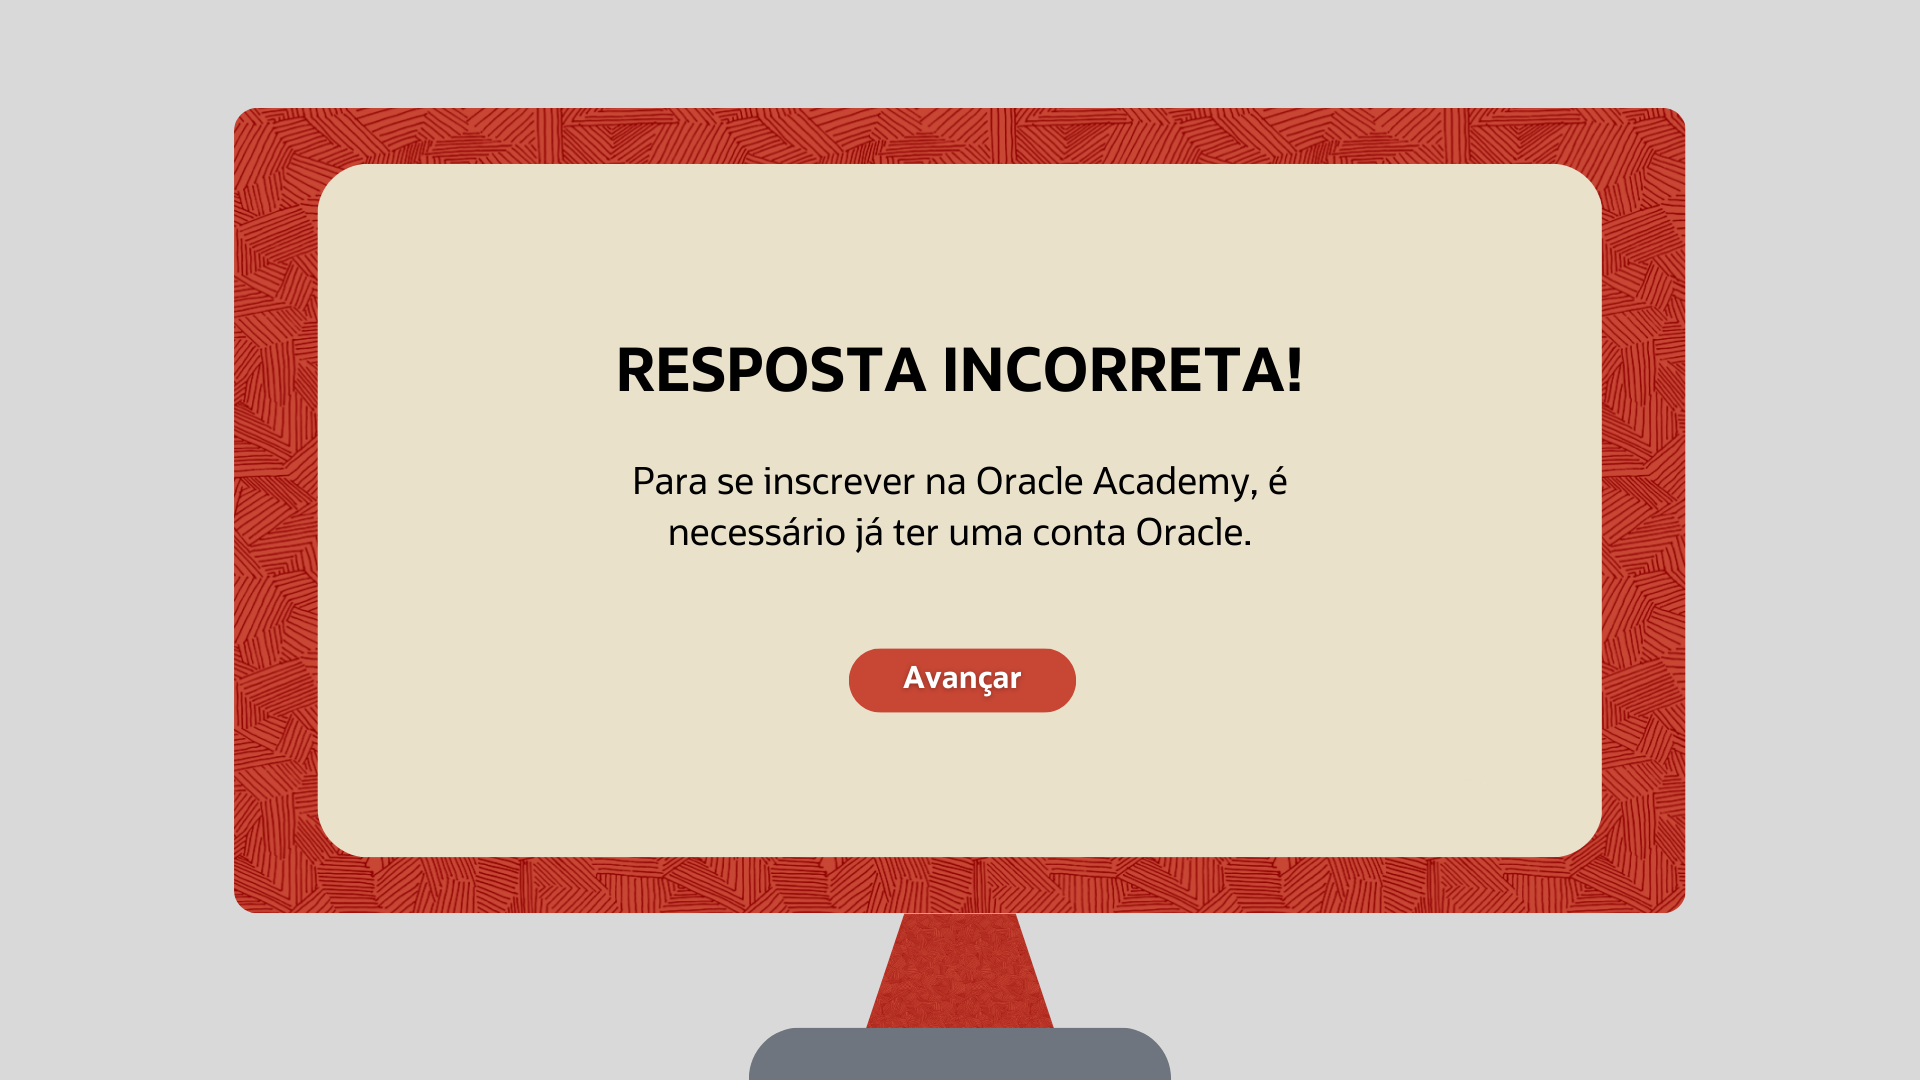 RESPOSTA INCORRETA!
Para se inscrever na Oracle Academy, é
necessário já ter uma conta Oracle.
Avançar